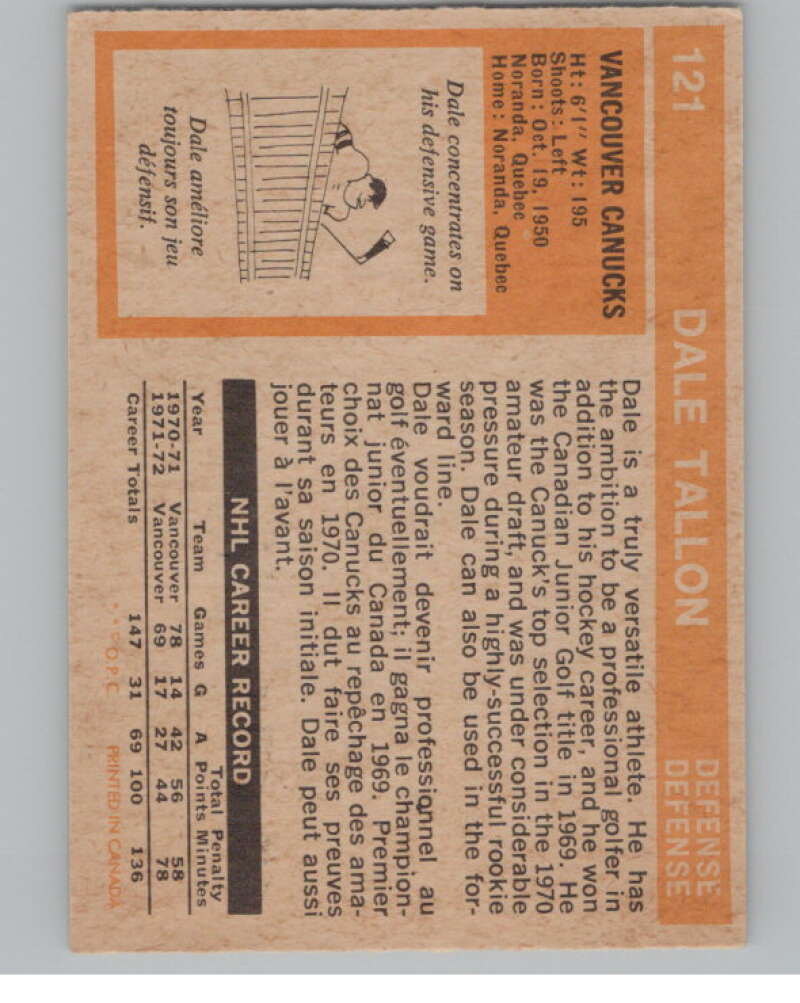 121
DALE TALLON
DEFENSE
DEFENSE
VANCOUVER CANUCKS
Ht: 6'1" Wt: 195
Shoots: Left
Born: Oct. 19, 1950
Noranda, Quebec
Home: Noranda, Quebec
Dale concentrates on
his defensive game.
Dale améliore
toujours son jeu
défensif.
Dale is a truly versatile athlete. He has
the ambition to be a professional golfer in
addition to his hockey career, and he won
the Canadian Junior Golf title in 1969. He
was the Canuck's top selection in the 1970
amateur draft, and was under considerable
pressure during a highly-successful rookie
season. Dale can also be used in the for-
ward line.
Dale voudrait devenir professionnel au
golf éventuellement; il gagna le champion-
nat junior du Canada en 1969. Premier
choix des Canucks au repêchage des ama-
teurs en 1970. Il dut faire ses preuves
durant sa saison initiale. Dale peut aussi
jouer à l'avant.
NHL CAREER RECORD
Total Penalty
Year Team Games G A Points Minutes
1970-71 Vancouver 78 14 42 56 58
1971-72 Vancouver 69 17 27 44 78
Career Totals 147 31 69 100 136
O.P.C. PRINTED IN CANADA